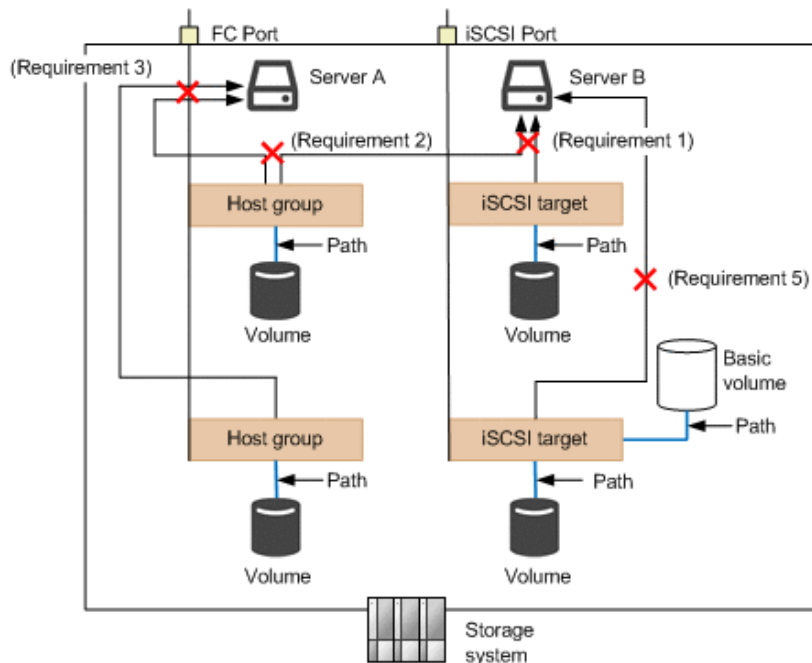 FC Port
iSCSI Port
(Requirement 3)
Server A
Server B
(Requirement 2)
(Requirement 1)
Host group
iSCSI target
Path
Path
(Requirement 5)
Volume
Volume
Basic
volume
Host group
iSCSI target
Path
Path
Path
Volume
Volume
Storage
system